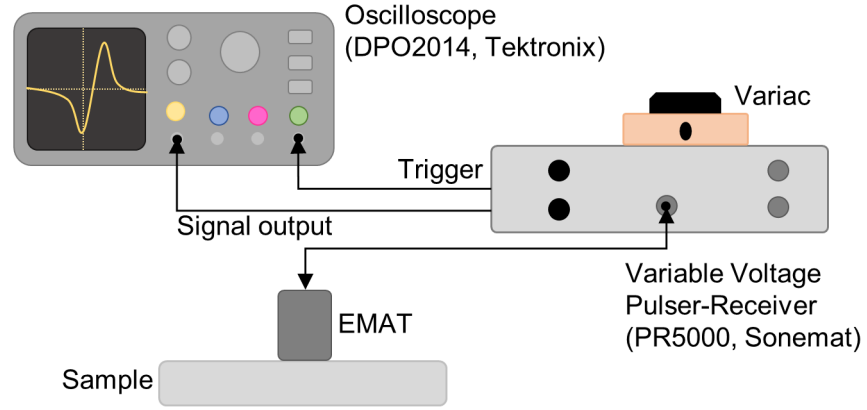 Oscilloscope
(DPO2014, Tektronix)
Variac
Trigger
Signal output
Variable Voltage
Pulser-Receiver
(PR5000, Sonemat)
EMAT
Sample